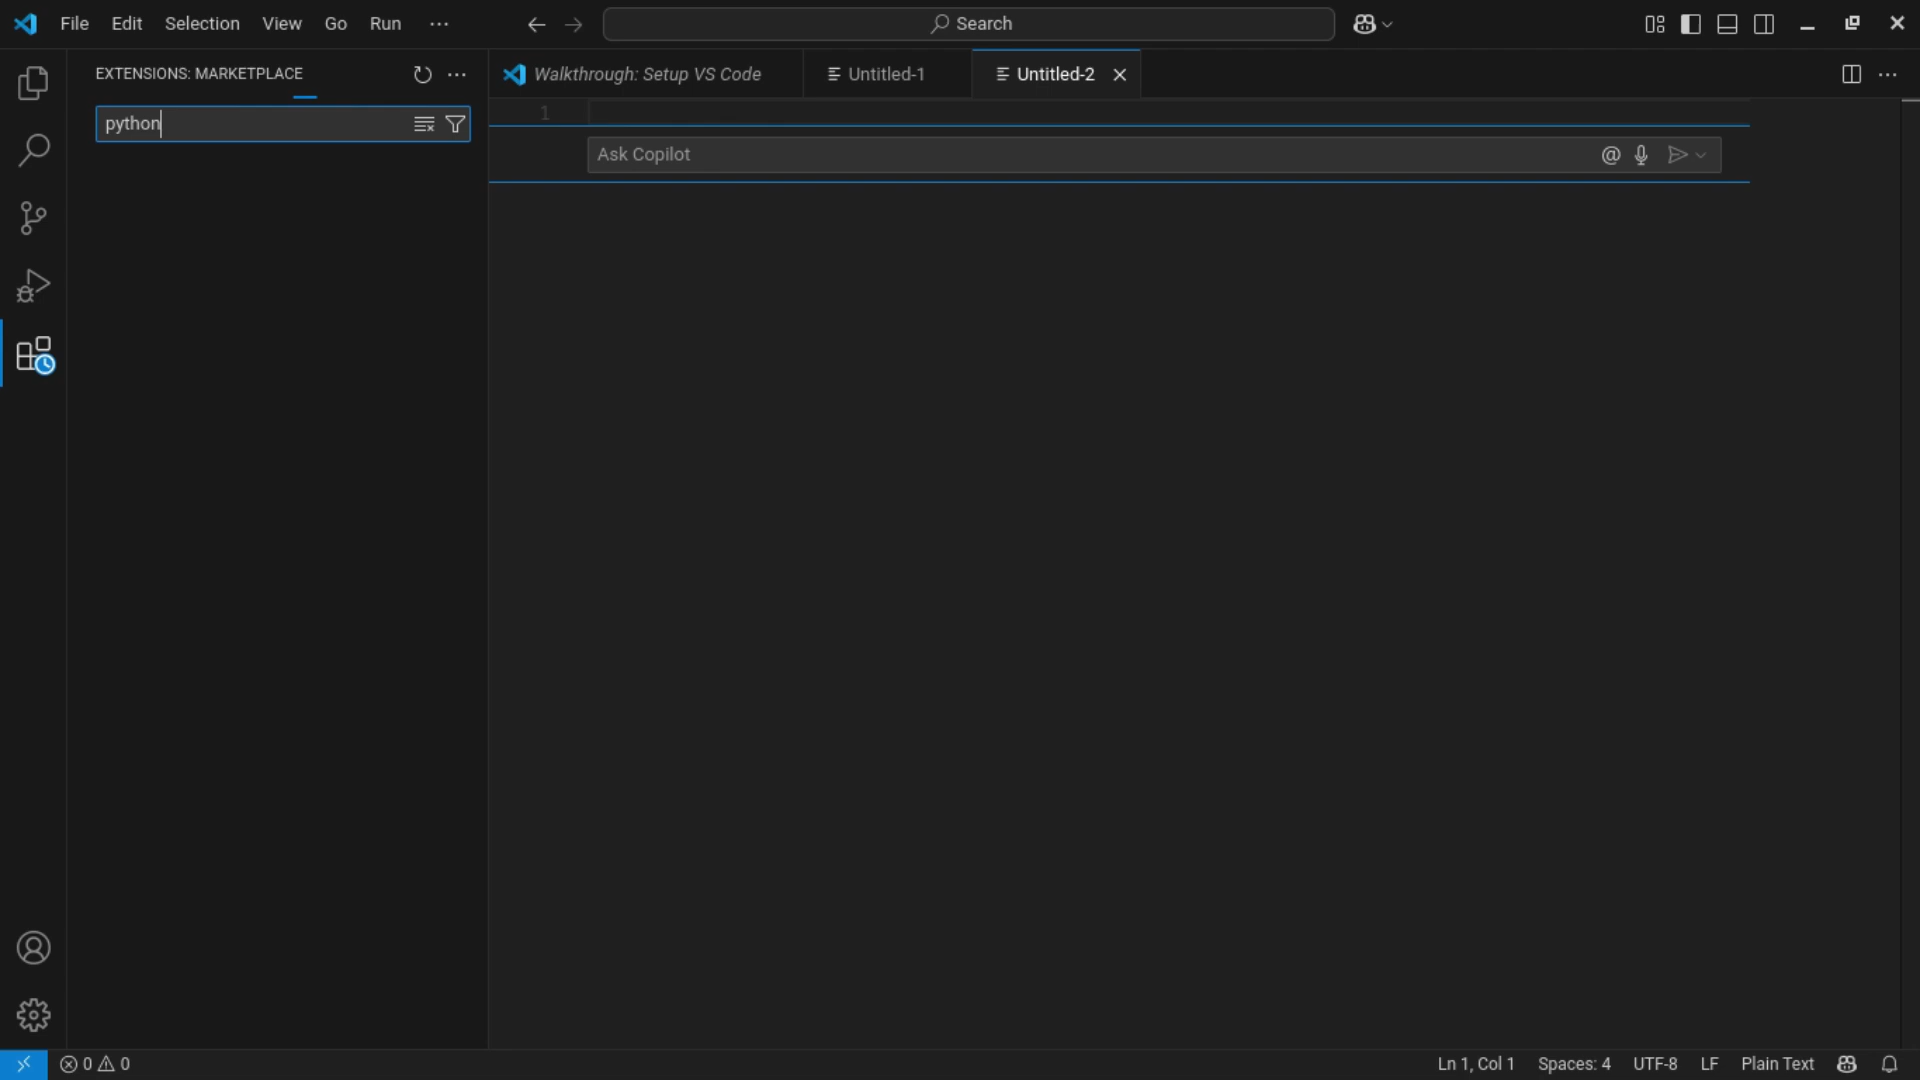 File Edit Selection View Go Run ··· Search
EXTENSIONS: MARKETPLACE
Walkthrough: Setup VS Code Untitled-1 Untitled-2
python
1
Ask Copilot
0 0 Ln 1, Col 1 Spaces: 4 UTF-8 LF Plain Text